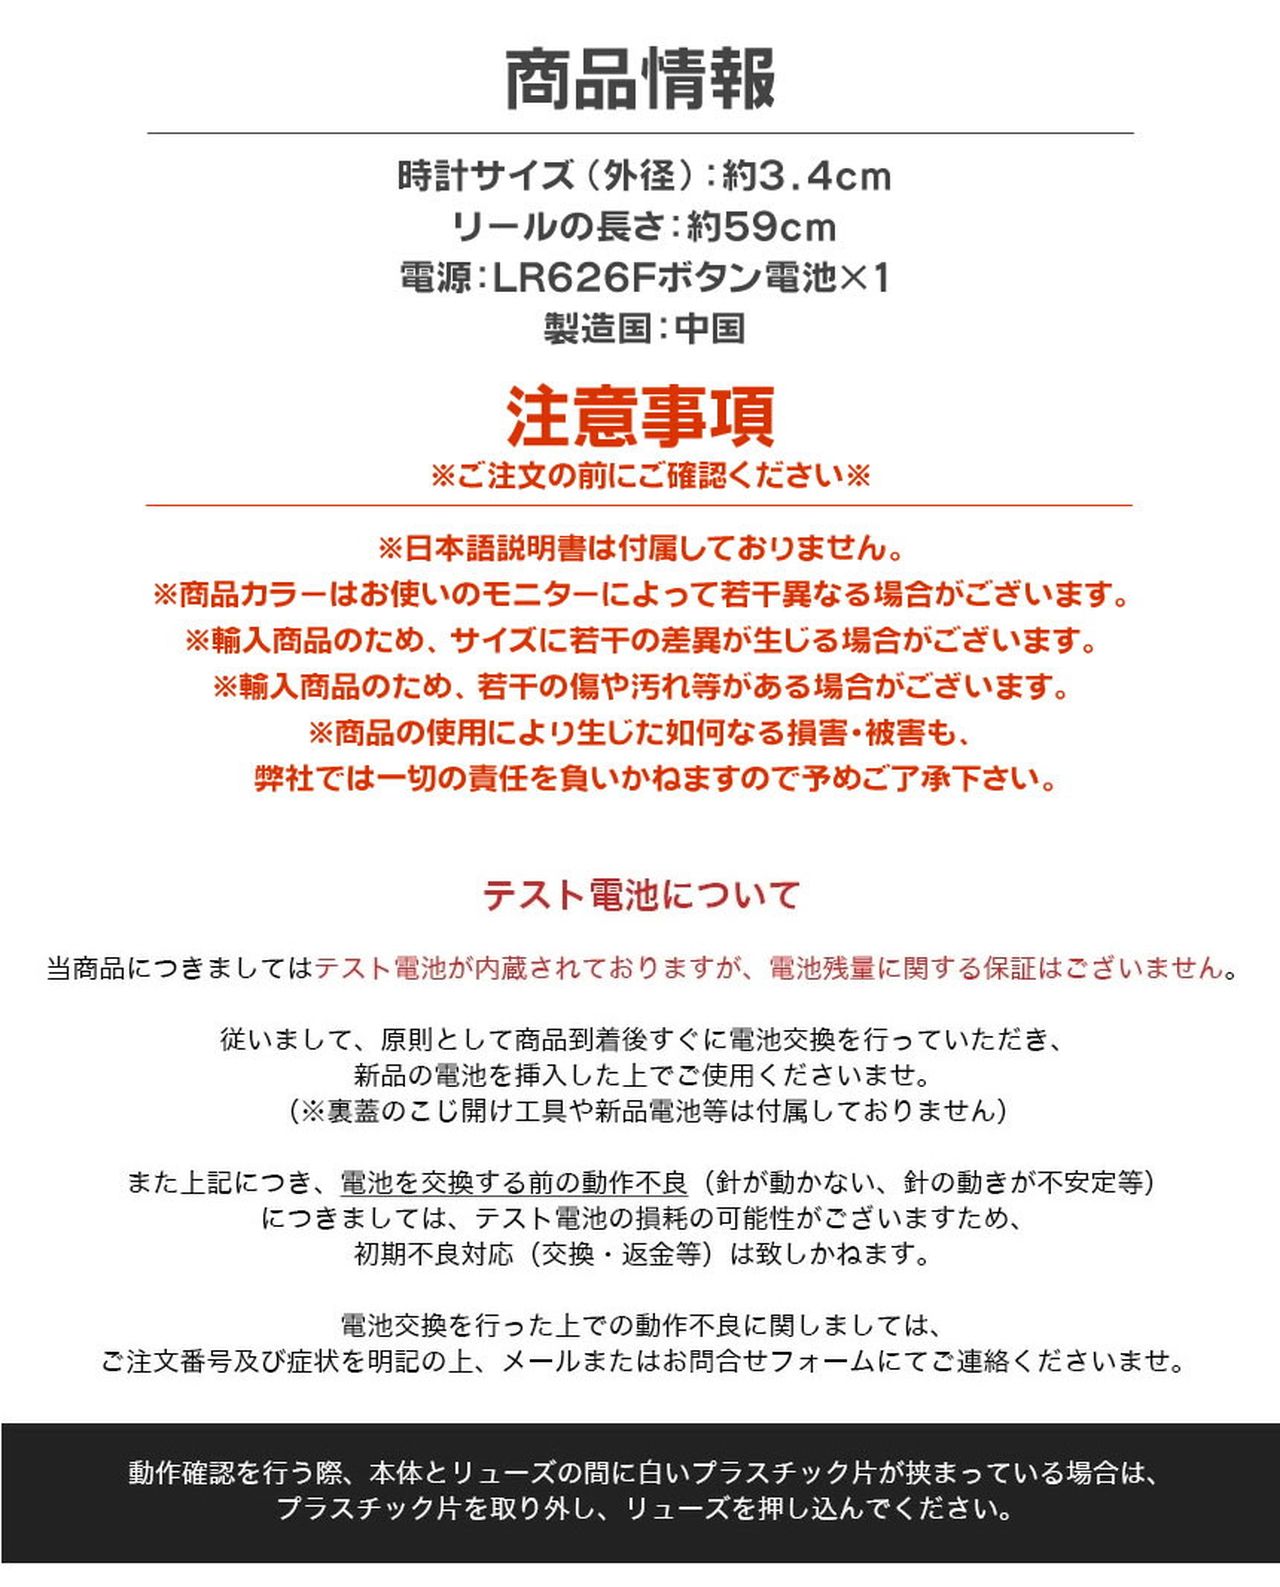 商品情報
時計サイズ（外径）：約3.4cm
リールの長さ：約59cm
電源：LR626Fボタン電池×1
製造国：中国
注意事項
※ご注文の前にご確認ください※
※日本語説明書は付属しておりません。
※商品カラーはお使いのモニターによって若干異なる場合がございます。
※輸入商品のため、サイズに若干の差異が生じる場合がございます。
※輸入商品のため、若干の傷や汚れ等がある場合がございます。
※商品の使用により生じた如何なる損害・被害も、
弊社では一切の責任を負いかねますので予めご了承下さい。
テスト電池について
当商品につきましてはテスト電池が内蔵されておりますが、電池残量に関する保証はございません。
従いまして、原則として商品到着後すぐに電池交換を行っていただき、
新品の電池を挿入した上でご使用くださいませ。
（※裏蓋のこじ開け工具や新品電池等は付属しておりません）
また上記につき、電池を交換する前の動作不良（針が動かない、針の動きが不安定等）
につきましては、テスト電池の損耗の可能性がございますため、
初期不良対応（交換・返金等）は致しかねます。
電池交換を行った上での動作不良に関しましては、
ご注文番号及び症状を明記の上、メールまたはお問合せフォームにてご連絡くださいませ。
動作確認を行う際、本体とリューズの間に白いプラスチック片が挟まっている場合は、
プラスチック片を取り外し、リューズを押し込んでください。